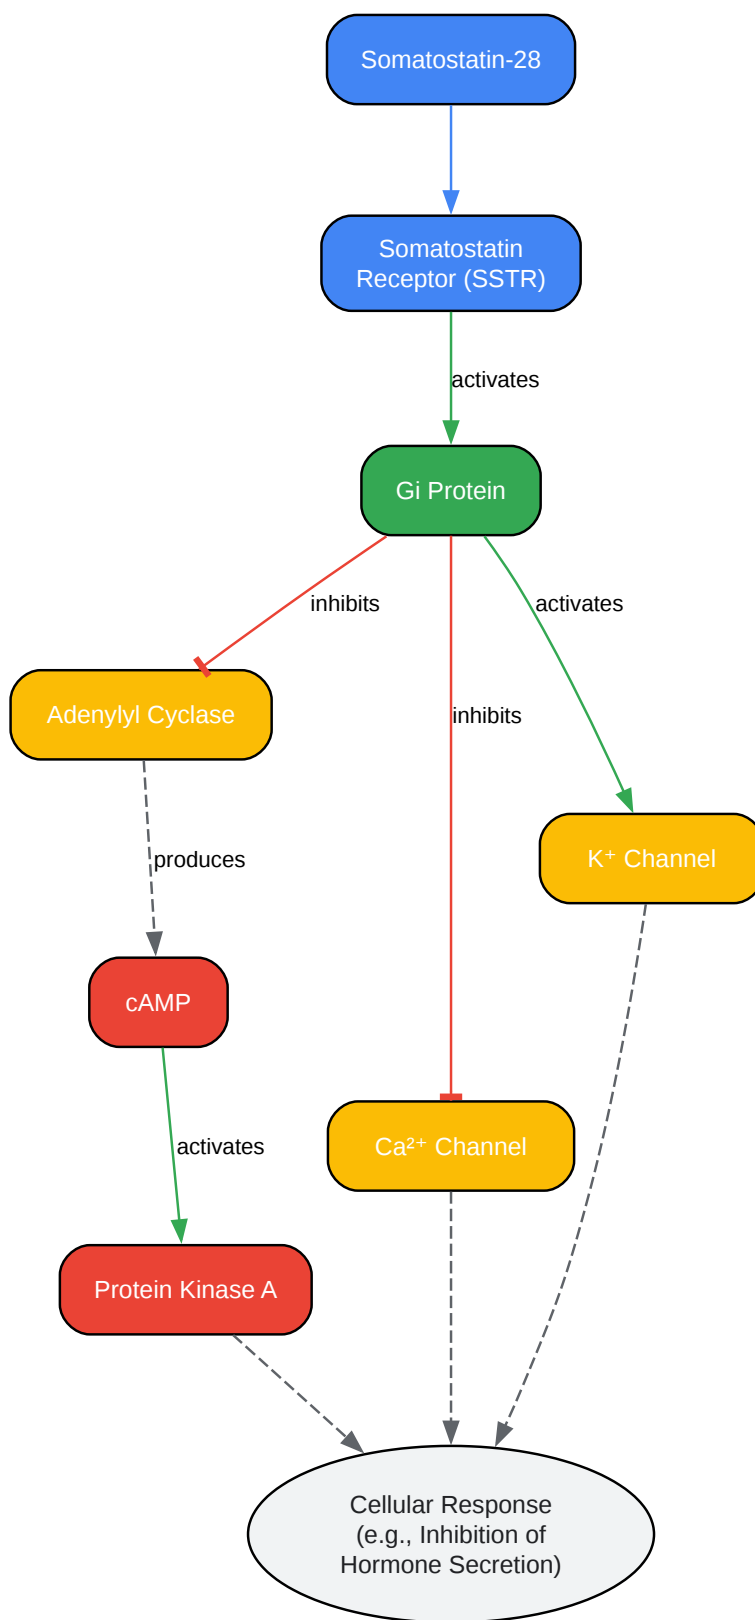 Somatostatin-28
Somatostatin
Receptor (SSTR)
activates
Gi Protein
inhibits
activates
Adenylyl Cyclase
inhibits
produces
K⁺ Channel
cAMP
activates
Ca²⁺ Channel
Protein Kinase A
Cellular Response
(e.g., Inhibition of
Hormone Secretion)